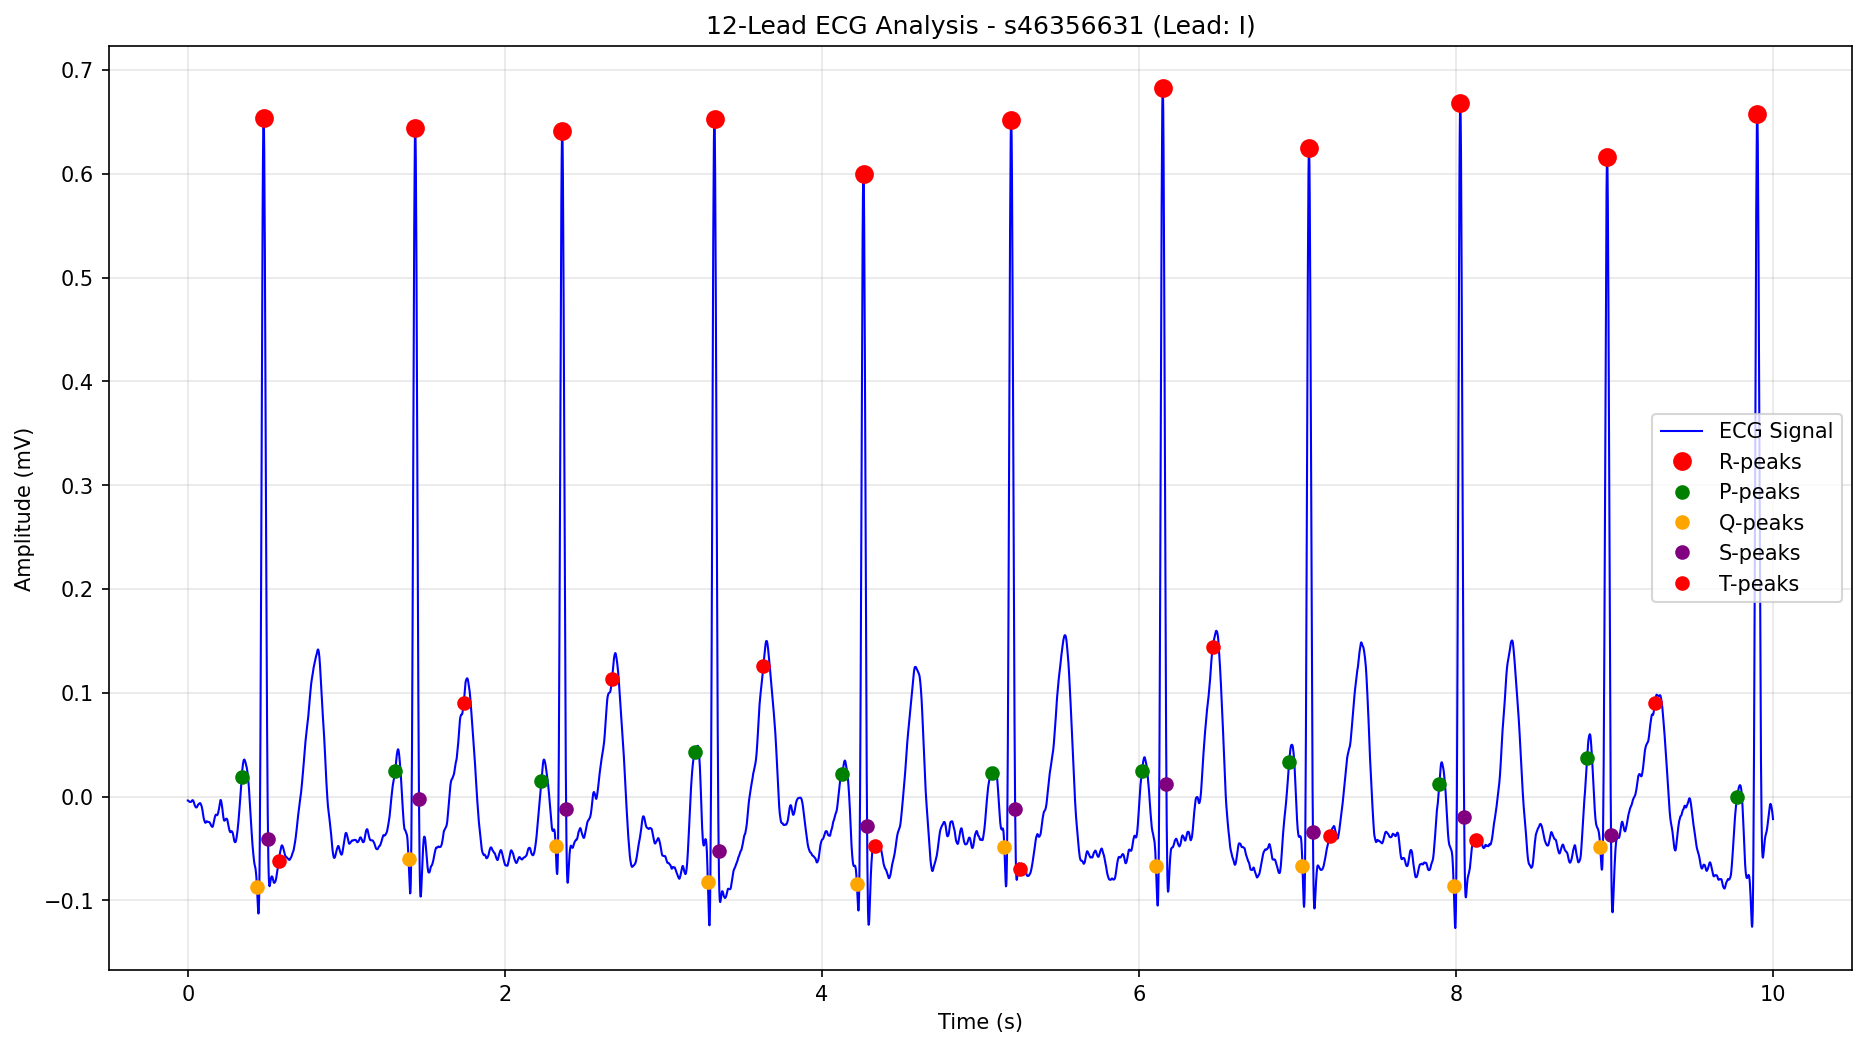 12-Lead ECG Analysis - s46356631 (Lead: I)
Amplitude (mV)
0.7
0.6
0.5
0.4
0.3
0.2
0.1
0.0
−0.1
ECG Signal
R-peaks
P-peaks
Q-peaks
S-peaks
T-peaks
0 2 4 6 8 10
Time (s)